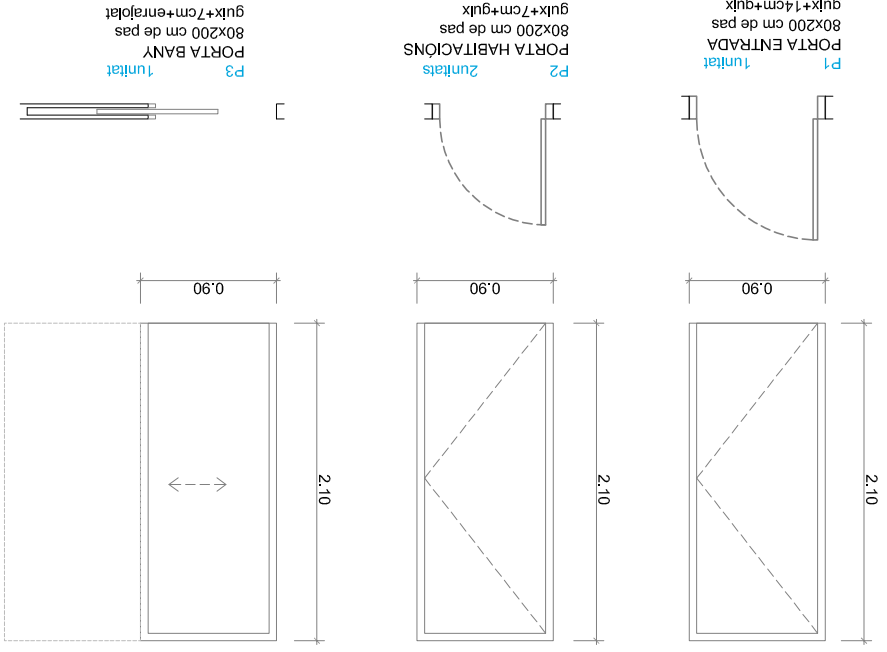 P1 1unitat
PORTA ENTRADA
80x200 cm de pas
guix+14cm+guix
P2 2unitats
PORTA HABITACIÓNS
80x200 cm de pas
guix+7cm+guix
P3 1unitat
PORTA BANY
80x200 cm de pas
guix+7cm+enrajolat
0.90
0.90
0.90
2.10
2.10
2.10